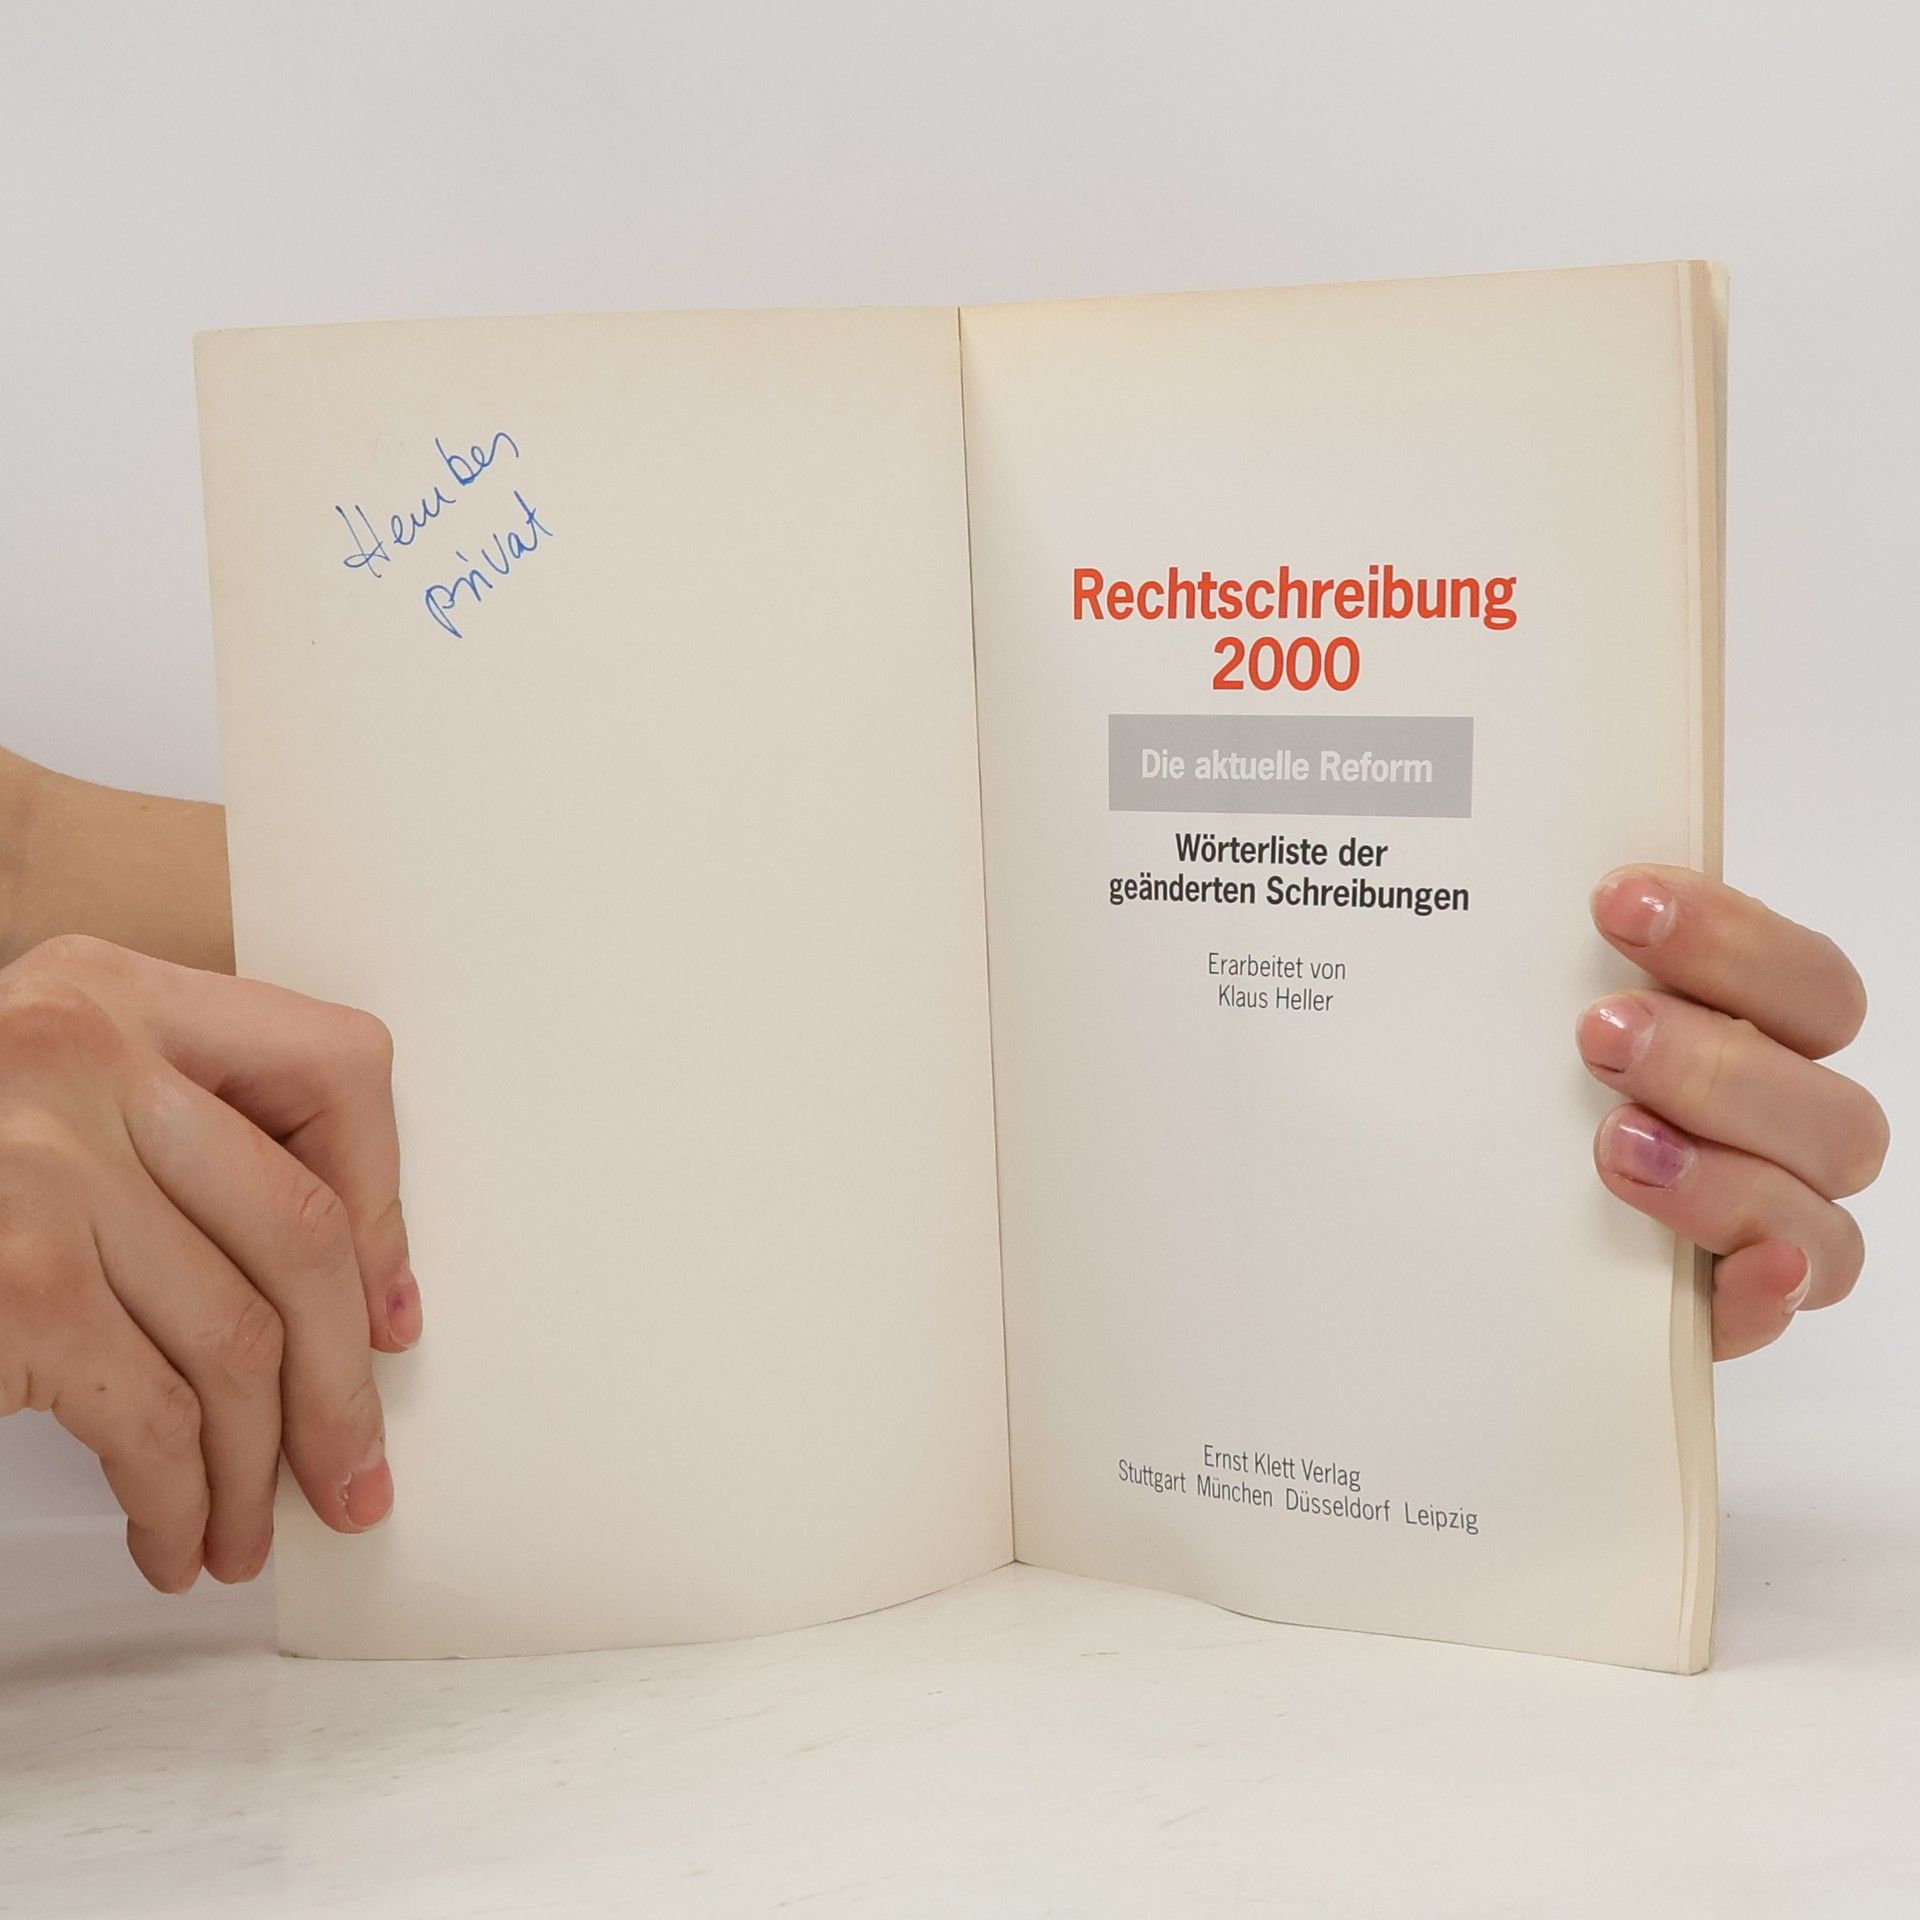 privat
Rechtschreibung
2000
Die aktuelle Reform
Wörterliste der
geänderten Schreibungen
Erarbeitet von
Klaus Heller
Ernst Klett Verlag
Stuttgart München Düsseldorf Leipzig